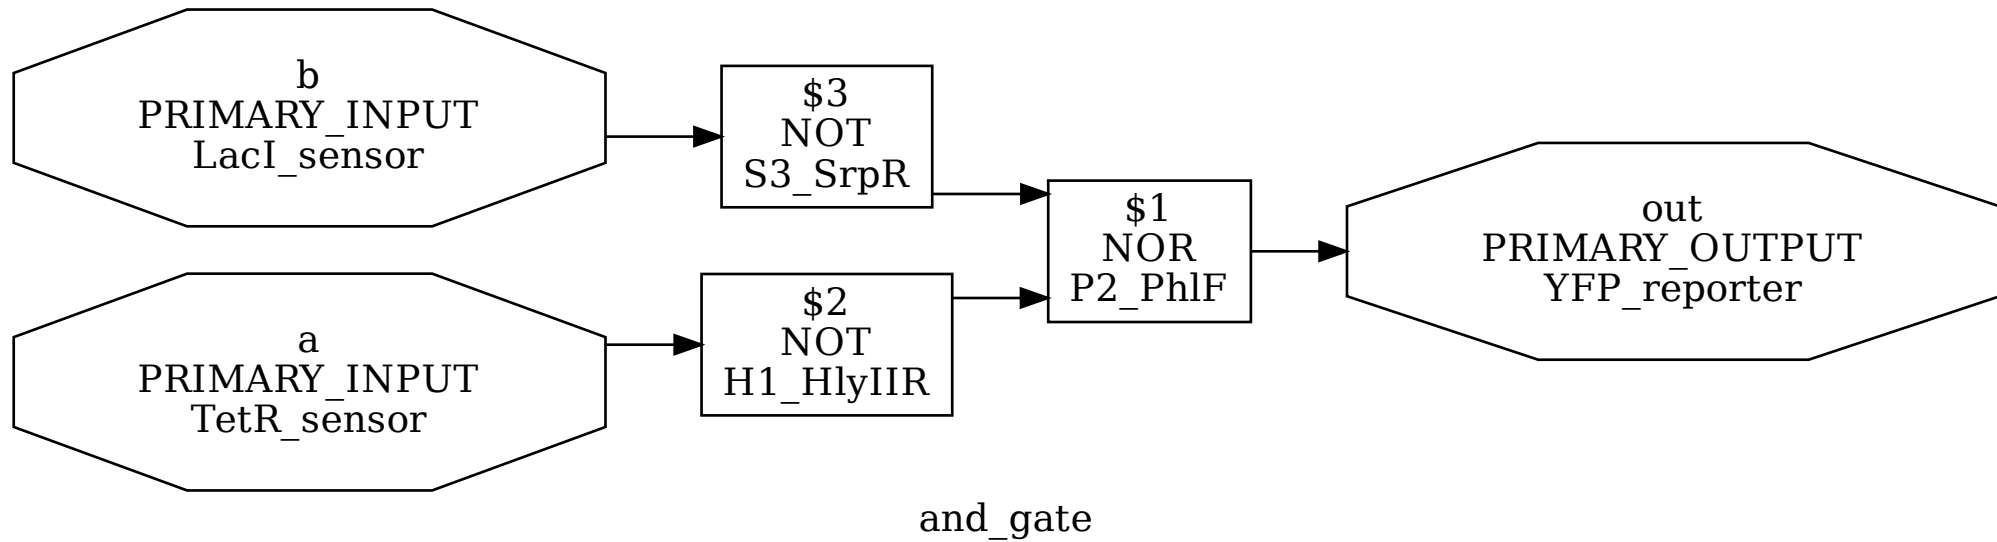 b
PRIMARY_INPUT
LacI_sensor
$3
NOT
S3_SrpR
a
PRIMARY_INPUT
TetR_sensor
$2
NOT
H1_HlyIIR
$1
NOR
P2_PhlF
out
PRIMARY_OUTPUT
YFP_reporter
and_gate